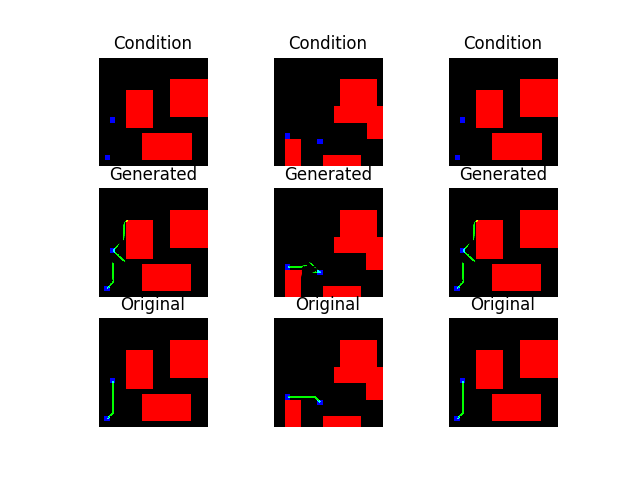 Condition Condition Condition
Generated Generated Generated
Original Original Original